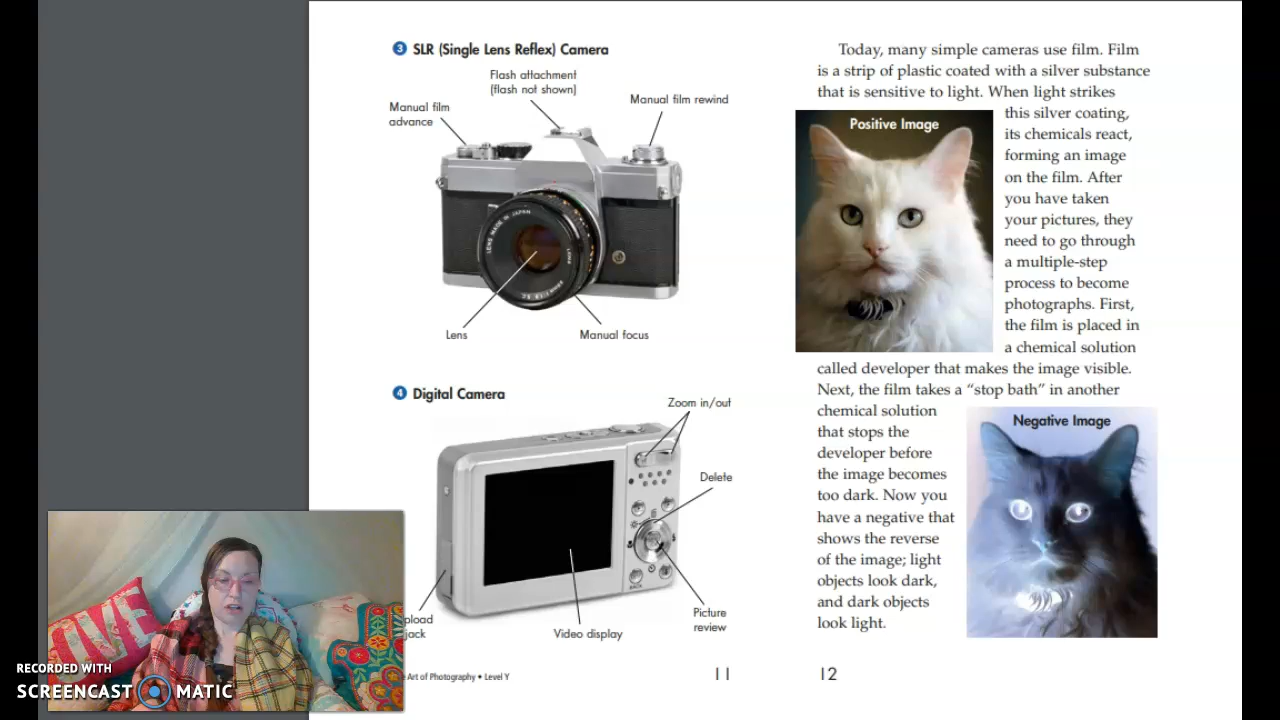 3 SLR (Single Lens Reflex) Camera
Flash attachment
(flash not shown)
Manual film
advance
Manual film rewind
LENS MADE IN JAPAN
Lens
Manual focus
4 Digital Camera
Zoom in/out
Delete
pload
jack
Video display
Picture
review
Art of Photography • Level Y
11
Today, many simple cameras use film. Film
is a strip of plastic coated with a silver substance
that is sensitive to light. When light strikes
this silver coating,
its chemicals react,
forming an image
on the film. After
you have taken
your pictures, they
need to go through
a multiple-step
process to become
photographs. First,
the film is placed in
a chemical solution
called developer that makes the image visible.
Next, the film takes a “stop bath” in another
chemical solution
that stops the
developer before
the image becomes
too dark. Now you
have a negative that
shows the reverse
of the image; light
objects look dark,
and dark objects
look light.
Positive Image
Negative Image
12
RECORDED WITH
SCREENCAST MATIC